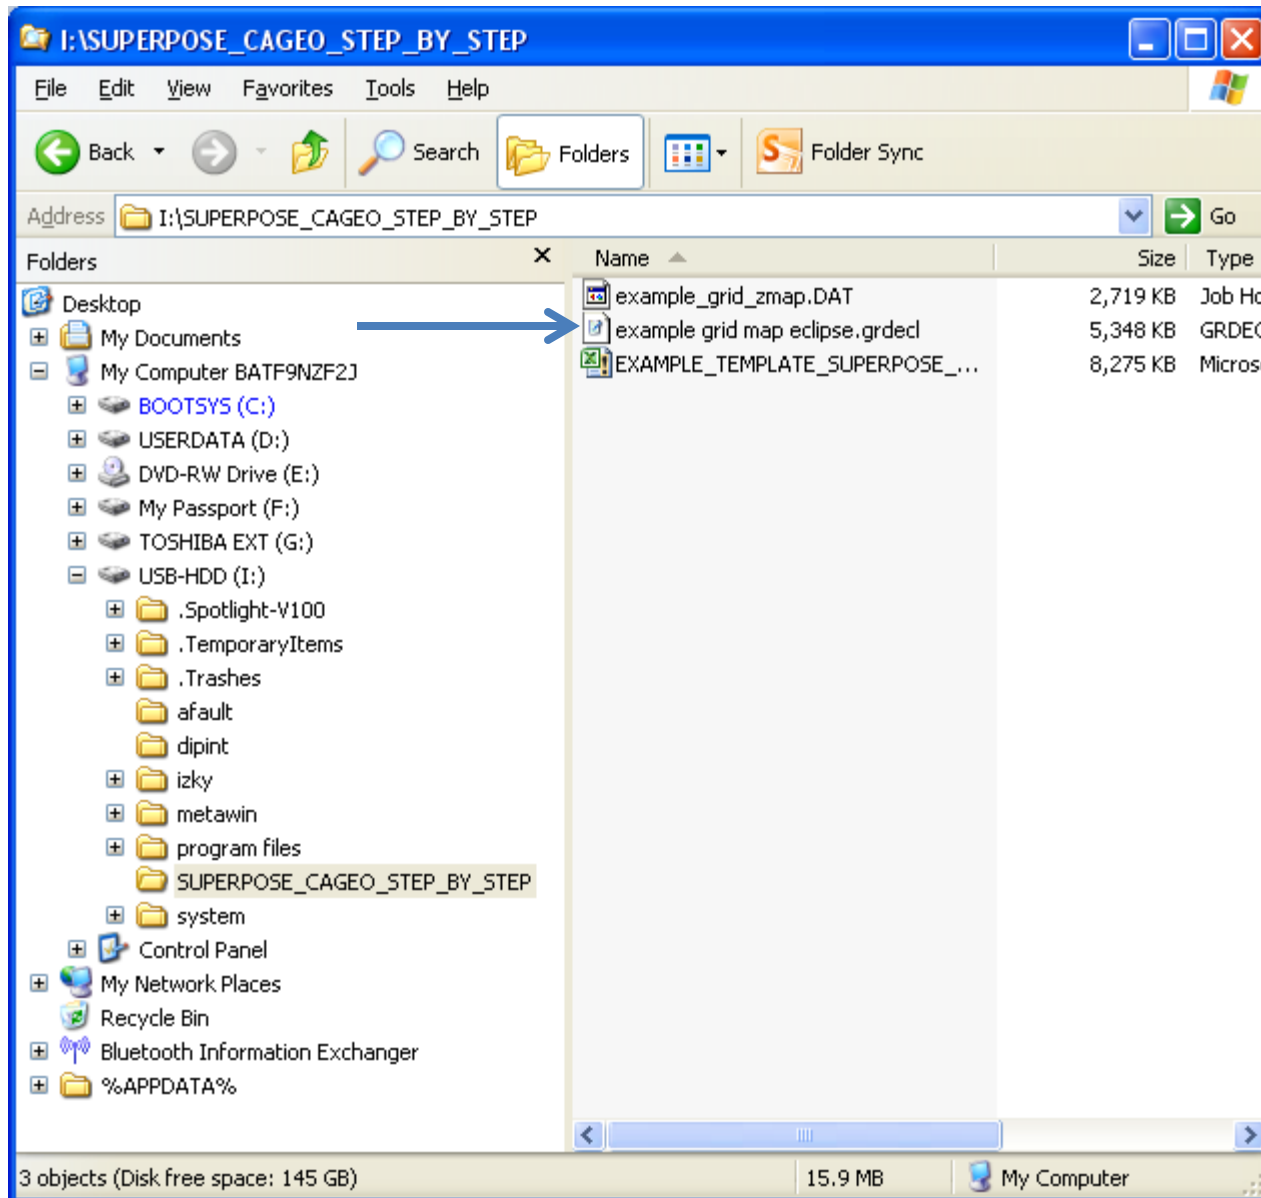 I:\SUPERPOSE_CAGEO_STEP_BY_STEP
File Edit View Favorites Tools Help
Back Search Folders Folder Sync
Address I:\SUPERPOSE_CAGEO_STEP_BY_STEP Go
Folders X Name Size Type
Desktop
My Documents
My Computer BATF9NZF2J
BOOTSYS (C:)
USERDATA (D:)
DVD-RW Drive (E:)
My Passport (F:)
TOSHIBA EXT (G:)
USB-HDD (I:)
.Spotlight-V100
.TemporaryItems
.Trashes
afault
dipint
izky
metawin
program files
SUPERPOSE_CAGEO_STEP_BY_STEP
system
Control Panel
My Network Places
Recycle Bin
Bluetooth Information Exchanger
%APPDATA%
example_grid_zmap.DAT 2,719 KB Job Ho
example grid map eclipse.grdecl 5,348 KB GRDEC
EXAMPLE_TEMPLATE_SUPERPOSE_... 8,275 KB Micros
3 objects (Disk free space: 145 GB) 15.9 MB My Computer